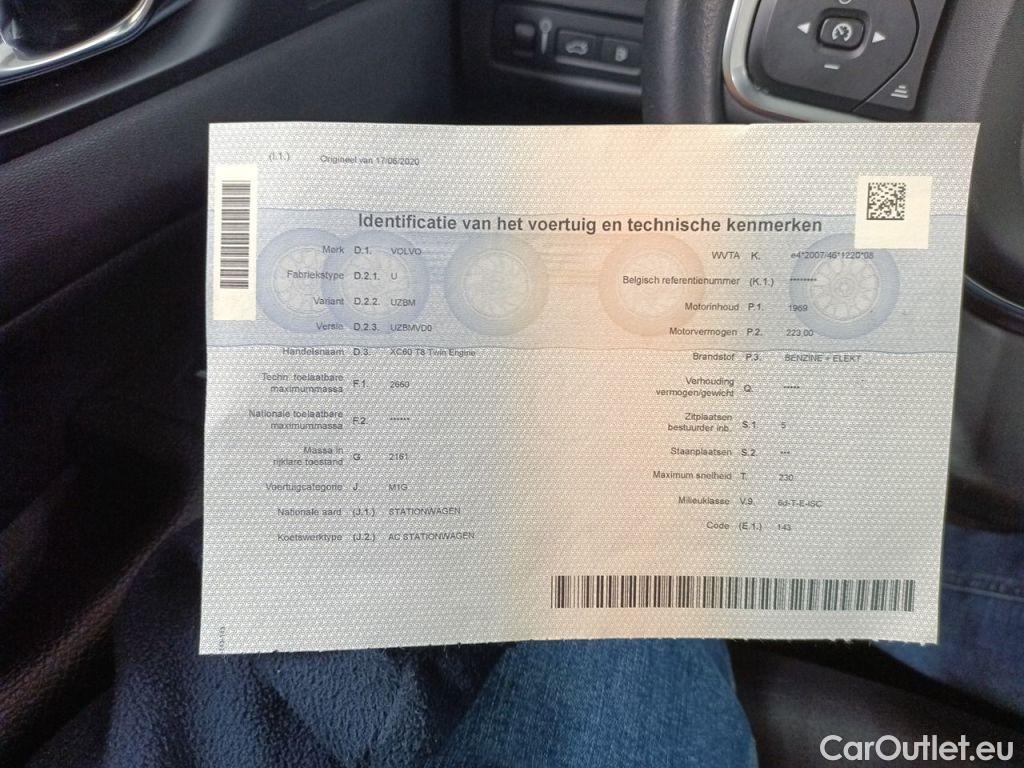 (I.1.) Origineel van 17/06/2020
Identificatie van het voertuig en technische kenmerken
Merk D.1. VOLVO
Fabriekstype D.2.1. U
Variant D.2.2. UZBM
Versie D.2.3. UZBMVD0
Handelsnaam D.3. XC60 T8 Twin Engine
Techn. toelaatbare
maximummassa F.1. 2660
Nationale toelaatbare
maximummassa F.2. ******
Massa in
rijklare toestand G. 2161
Voertuigcategorie J. M1G
Nationale aard (J.1.) STATIONWAGEN
Koetswerktype (J.2.) AC STATIONWAGEN
WVTA K. e4*2007/46*1220*08
Belgisch referentienummer (K.1.) ********
Motorinhoud P.1. 1969
Motorvermogen P.2. 223,00
Brandstof P.3. BENZINE + ELEKT
Verhouding
vermogen/gewicht Q. *****
Zitplaatsen
bestuurder inb. S.1. 5
Staanplaatsen S.2. ***
Maximum snelheid T. 230
Milieuklasse V.9. 6d-T-E-ISC
Code (E.1.) 143
CarOutlet.eu